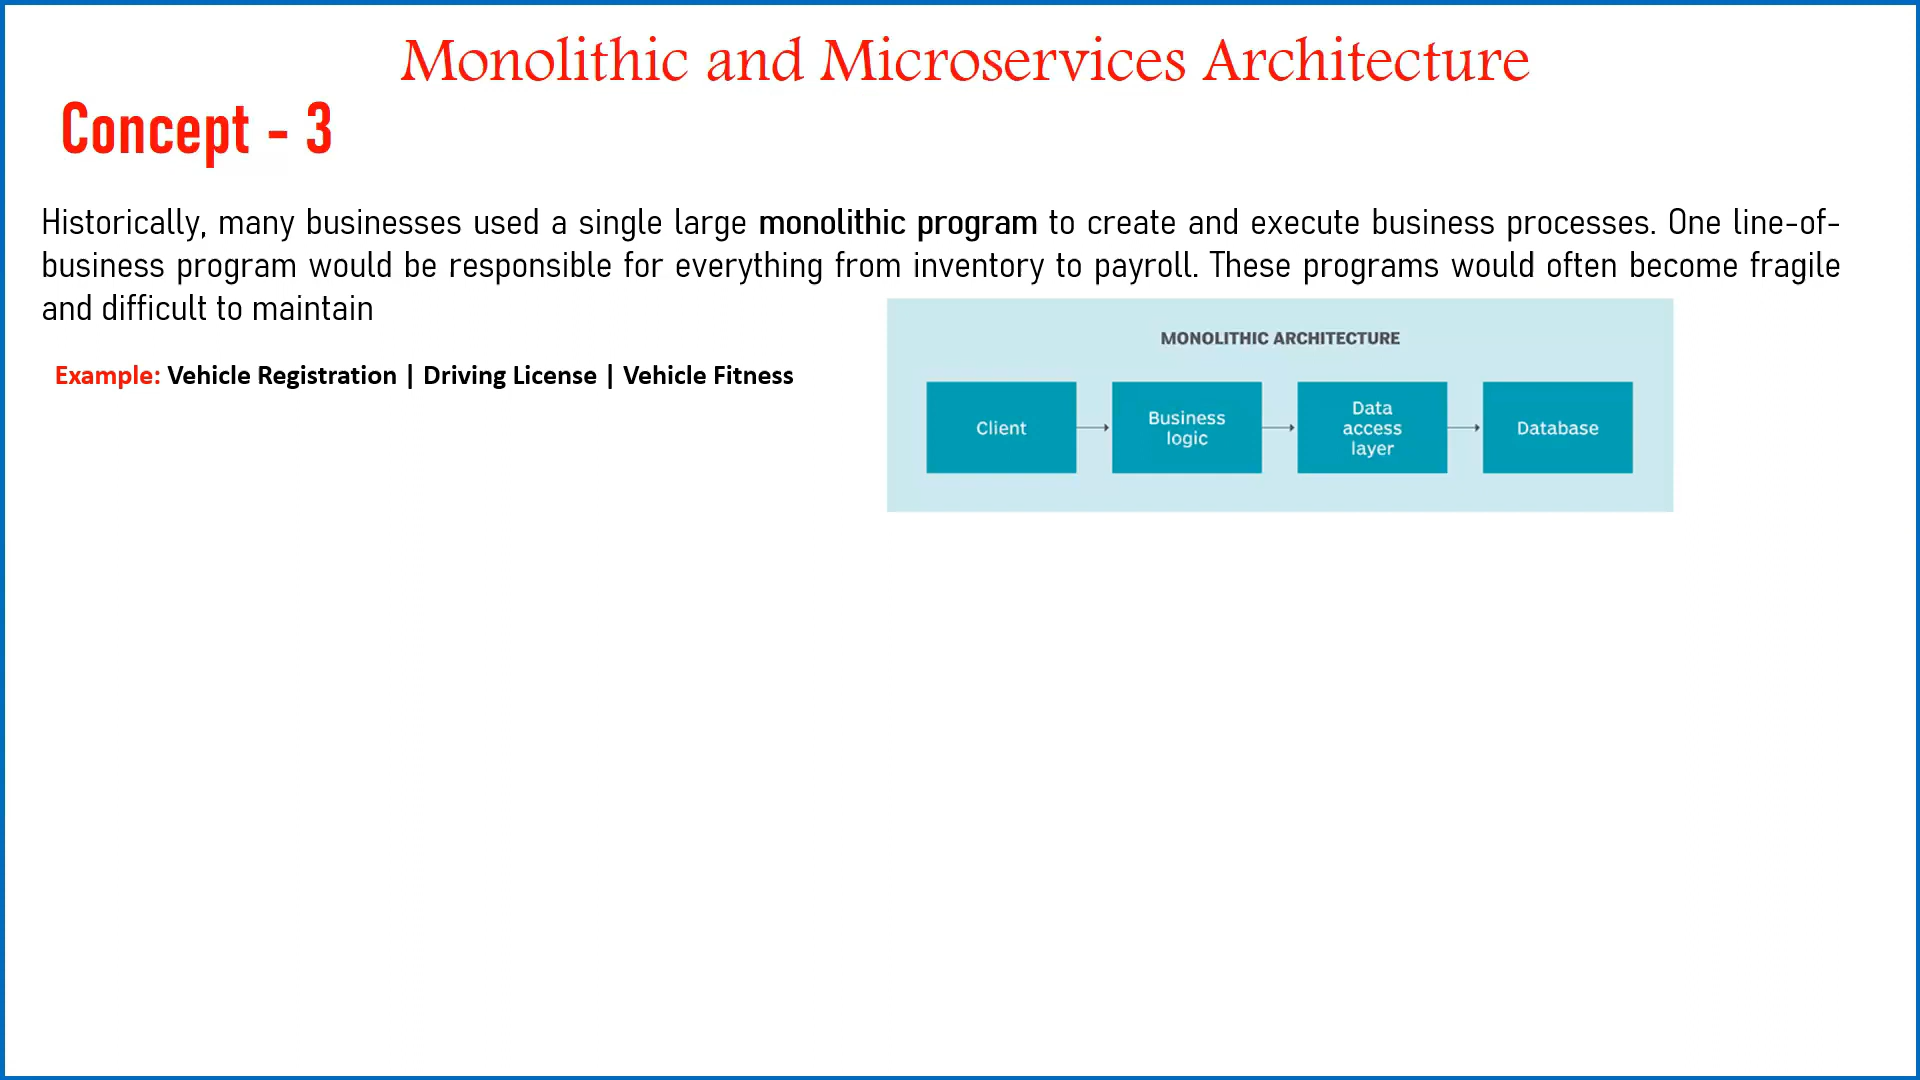 Monolithic and Microservices Architecture
Concept - 3
Historically, many businesses used a single large monolithic program to create and execute business processes. One line-of-
business program would be responsible for everything from inventory to payroll. These programs would often become fragile
and difficult to maintain
Example: Vehicle Registration | Driving License | Vehicle Fitness
MONOLITHIC ARCHITECTURE
Client
Business
logic
Data
access
layer
Database